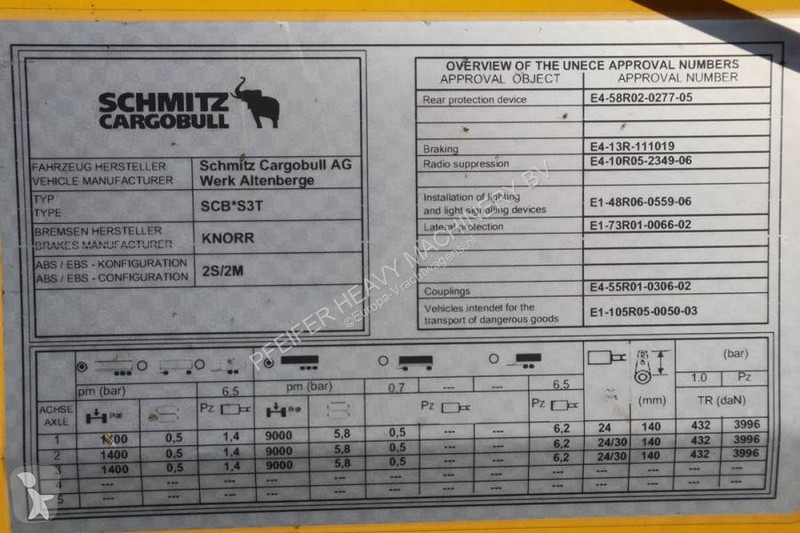 SCHMITZ
CARGOBULL
FAHRZEUG HERSTELLER
VEHICLE MANUFACTURER
Schmitz Cargobull AG
Werk Altenberge
TYP
TYPE
SCB*S3T
BREMSEN HERSTELLER
BRAKES MANUFACTURER
KNORR
ABS / EBS - KONFIGURATION
ABS / EBS - CONFIGURATION
2S/2M
OVERVIEW OF THE UNECE APPROVAL NUMBERS
APPROVAL OBJECT APPROVAL NUMBER
Rear protection device E4-58R02-0277-05
Braking E4-13R-111019
Radio suppression E4-10R05-2349-06
Installation of lighting
and light signalling devices
E1-48R06-0559-06
Lateral protection E1-73R01-0066-02
Couplings E4-55R01-0306-02
Vehicles intendet for the
transport of dangerous goods
E1-105R05-0050-03
PFEIFER HEAVY MACHINERY BV
©Europa-Vrachtwagens.nl
(bar)
pm (bar) 6.5 pm (bar) 0.7 --- --- 6.5 1.0 Pz
ACHSE
AXLE
Pz Pz Pz (mm) TR (daN)
1 1400 0,5 1,4 9000 5,8 0,5 --- --- 6,2 24 140 432 3996
2 1400 0,5 1,4 9000 5,8 0,5 --- --- 6,2 24/30 140 432 3996
3 1400 0,5 1,4 9000 5,8 0,5 --- --- 6,2 24/30 140 432 3996
4 --- --- --- --- --- --- --- --- --- --- --- --- ---
5 --- --- --- --- --- --- --- --- --- --- --- --- ---